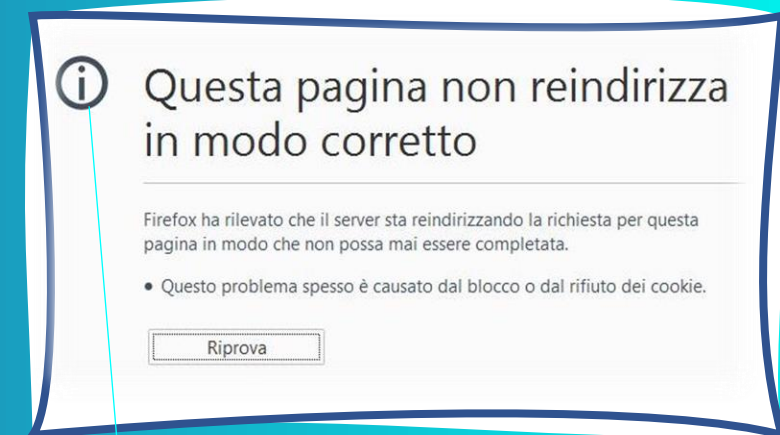 Questa pagina non reindirizza
in modo corretto
Firefox ha rilevato che il server sta reindirizzando la richiesta per questa
pagina in modo che non possa mai essere completata.
• Questo problema spesso è causato dal blocco o dal rifiuto dei cookie.
Riprova